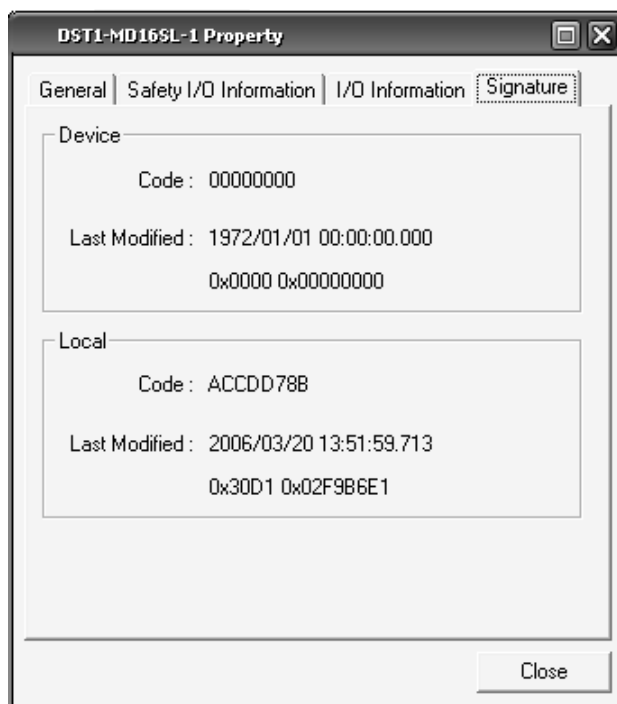 DST1-MD16SL-1 Property
General Safety I/O Information I/O Information Signature
Device
Code : 00000000
Last Modified : 1972/01/01 00:00:00.000
0x0000 0x00000000
Local
Code : ACCDD78B
Last Modified : 2006/03/20 13:51:59.713
0x30D1 0x02F9B6E1
Close